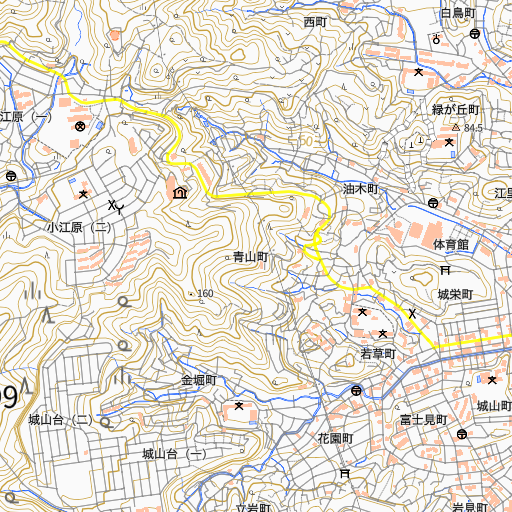 白鳥町
西町
緑が丘町
84.5
江原（一）
油木町
江里
小江原（二）
体育館
青山町
城栄町
160
若草町
金堀町
99
城山台（二）
富士見町
城山町
花園町
城山台（一）
立岩町
岩見町